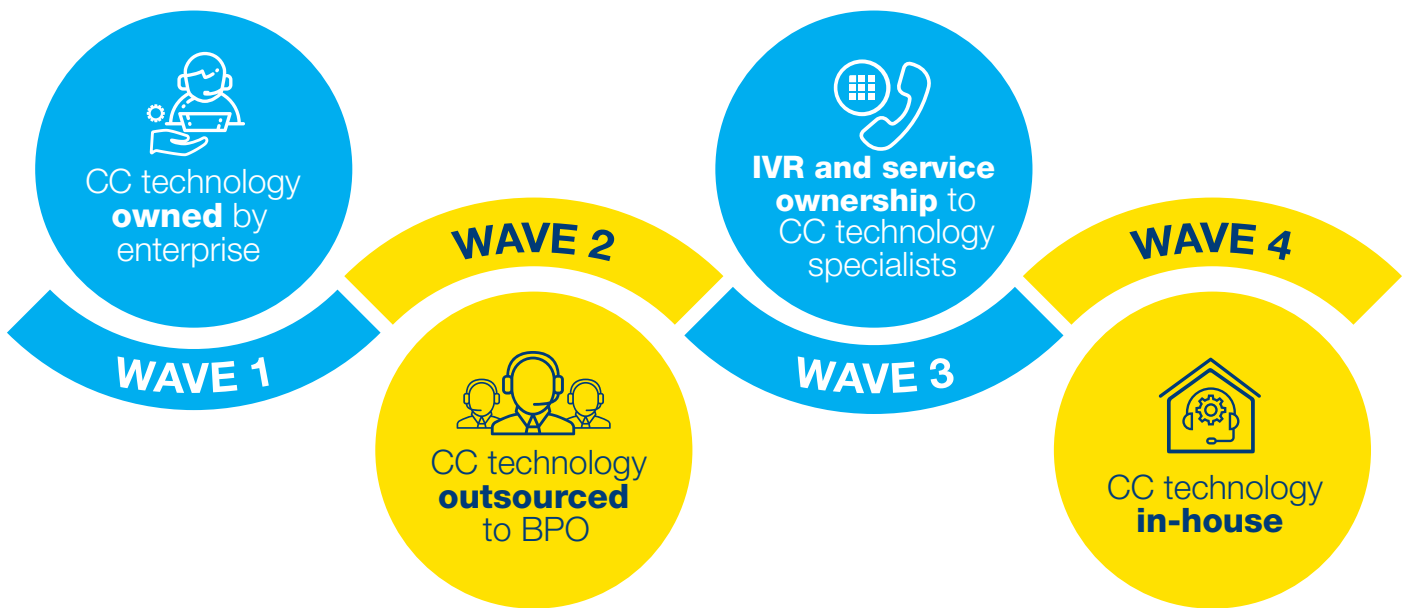 CC technology
owned by
enterprise
WAVE 1
WAVE 2
CC technology
outsourced
to BPO
IVR and service
ownership to
CC technology
specialists
WAVE 3
WAVE 4
CC technology
in-house